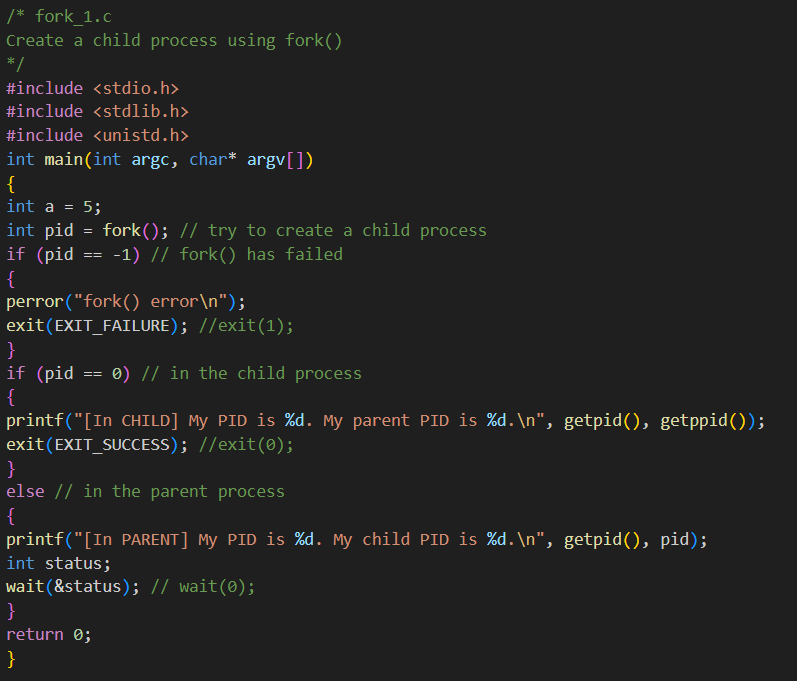 /* fork_1.c
Create a child process using fork()
*/
#include <stdio.h>
#include <stdlib.h>
#include <unistd.h>
int main(int argc, char* argv[])
{
int a = 5;
int pid = fork(); // try to create a child process
if (pid == -1) // fork() has failed
{
perror("fork() error\n");
exit(EXIT_FAILURE); //exit(1);
}
if (pid == 0) // in the child process
{
printf("[In CHILD] My PID is %d. My parent PID is %d.\n", getpid(), getppid());
exit(EXIT_SUCCESS); //exit(0);
}
else // in the parent process
{
printf("[In PARENT] My PID is %d. My child PID is %d.\n", getpid(), pid);
int status;
wait(&status); // wait(0);
}
return 0;
}